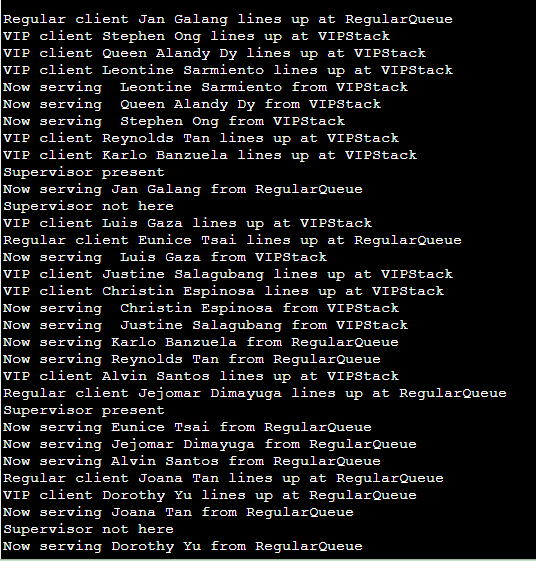 Regular client Jan Galang lines up at RegularQueue
VIP client Stephen Ong lines up at VIPStack
VIP client Queen Alandy Dy lines up at VIPStack
VIP client Leontine Sarmiento lines up at VIPStack
Now serving  Leontine Sarmiento from VIPStack
Now serving  Queen Alandy Dy from VIPStack
Now serving  Stephen Ong from VIPStack
VIP client Reynolds Tan lines up at VIPStack
VIP client Karlo Banzuela lines up at VIPStack
Supervisor present
Now serving Jan Galang from RegularQueue
Supervisor not here
VIP client Luis Gaza lines up at VIPStack
Regular client Eunice Tsai lines up at RegularQueue
Now serving  Luis Gaza from VIPStack
VIP client Justine Salagubang lines up at VIPStack
VIP client Christin Espinosa lines up at VIPStack
Now serving  Christin Espinosa from VIPStack
Now serving  Justine Salagubang from VIPStack
Now serving Karlo Banzuela from RegularQueue
Now serving Reynolds Tan from RegularQueue
VIP client Alvin Santos lines up at VIPStack
Regular client Jejomar Dimayuga lines up at RegularQueue
Supervisor present
Now serving Eunice Tsai from RegularQueue
Now serving Jejomar Dimayuga from RegularQueue
Now serving Alvin Santos from RegularQueue
Regular client Joana Tan lines up at RegularQueue
VIP client Dorothy Yu lines up at RegularQueue
Now serving Joana Tan from RegularQueue
Supervisor not here
Now serving Dorothy Yu from RegularQueue